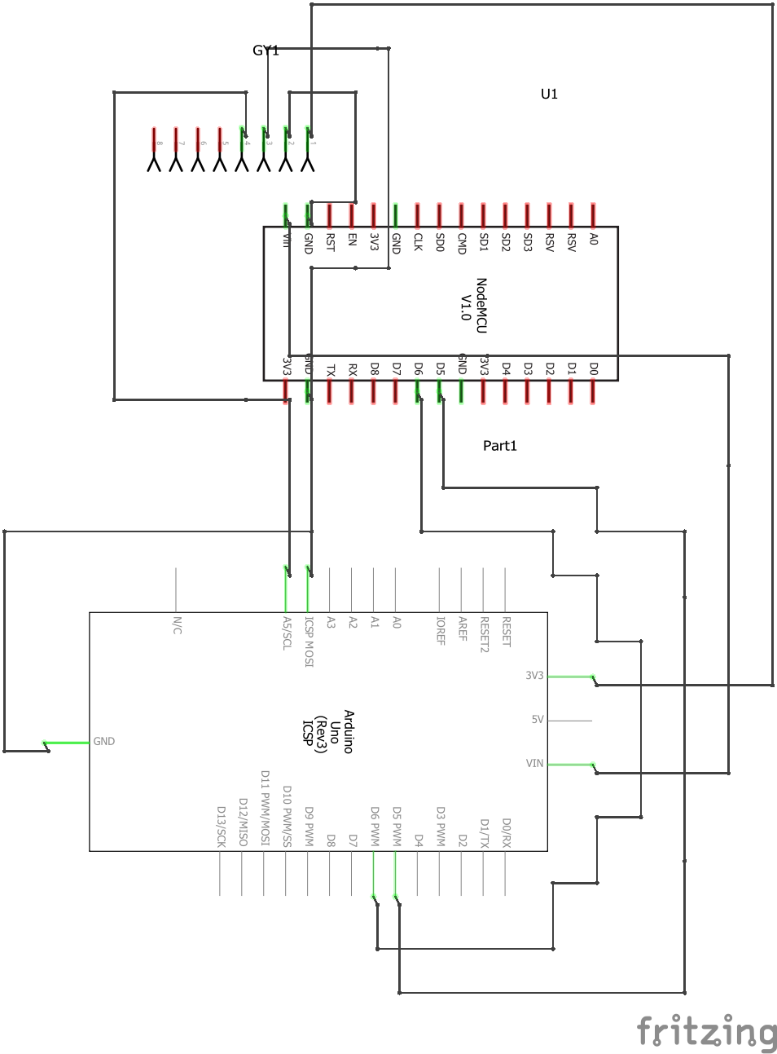 GY1
U1
8
7
6
5
4
3
2
1
Vin
GND
RST
EN
3V3
GND
CLK
SD0
CMD
SD1
SD2
SD3
RSV
RSV
A0
NodeMCU
V1.0
3V3
GND
TX
RX
D8
D7
D6
D5
GND
3V3
D4
D3
D2
D1
D0
Part1
N/C
A5/SCL
ICSP MOSI
A3
A2
A1
A0
IOREF
AREF
RESET2
RESET
3V3
5V
VIN
GND
Arduino
Uno
(Rev3)
ICSP
D13/SCK
D12/MISO
D11 PWM/MOSI
D10 PWM/SS
D9 PWM
D8
D7
D6 PWM
D5 PWM
D4
D3 PWM
D2
D1/TX
D0/RX
fritzing